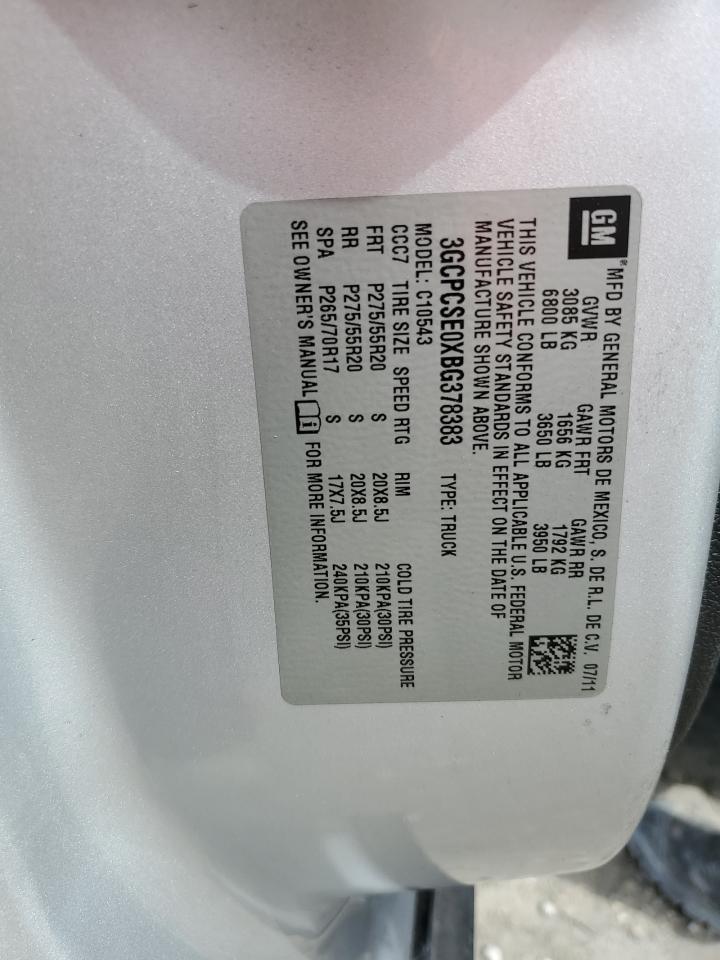 GM® MFD BY GENERAL MOTORS DE MEXICO, S. DE R.L. DE C.V. 07/11
GVWR GAWR FRT GAWR RR
3085 KG 1656 KG 1792 KG
6800 LB 3650 LB 3950 LB
THIS VEHICLE CONFORMS TO ALL APPLICABLE U.S. FEDERAL MOTOR
VEHICLE SAFETY STANDARDS IN EFFECT ON THE DATE OF
MANUFACTURE SHOWN ABOVE.
3GCPCSE0XBG378383 TYPE: TRUCK
MODEL: C10543
CCC7 TIRE SIZE SPEED RTG RIM COLD TIRE PRESSURE
FRT P275/55R20 S 20X8.5J 210KPA(30PSI)
RR P275/55R20 S 20X8.5J 210KPA(30PSI)
SPA P265/70R17 S 17X7.5J 240KPA(35PSI)
SEE OWNER'S MANUAL FOR MORE INFORMATION.